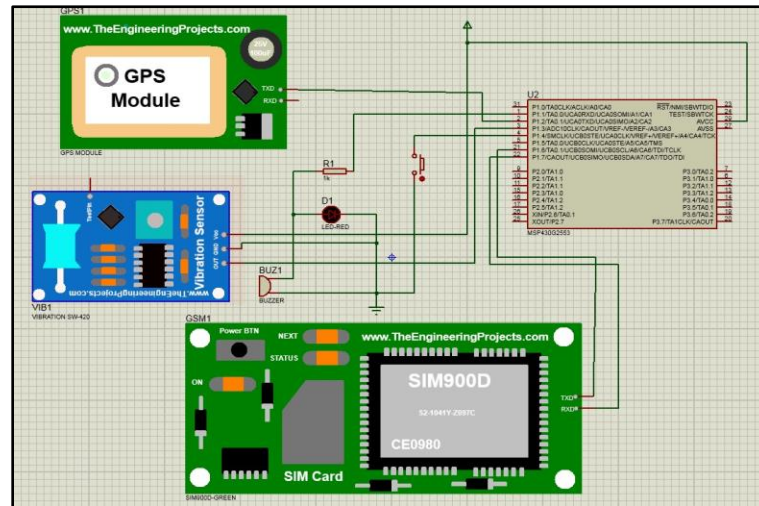 GPS1
www.TheEngineeringProjects.com
25V
GPS
Module
TXD
RXD
GPS MODULE
R1
1k
D1
LED-RED
BUZ1
BUZZER
TestPin
Vibration Sensor
Vcc
GND
OUT
www.TheEngineeringProjects.com
VIB1
VIBRATION SW-420
U2
P1.0/TA0CLK/ACLK/A0/CA0
P1.1/TA0.0/UCA0RXD/UCA0SOMI/A1/CA1
P1.2/TA0.1/UCA0TXD/UCA0SIMO/A2/CA2
P1.3/ADC10CLK/CAOUT/VREF-/VEREF-/A3/CA3
P1.4/SMCLK/UCB0STE/UCA0CLK/VREF+/VEREF+/A4/CA4/TCK
P1.5/TA0.0/UCB0CLK/UCA0STE/A5/CA5/TMS
P1.6/TA0.1/UCB0SOMI/UCB0SCL/A6/CA6/TDI/TCLK
P1.7/CAOUT/UCB0SIMO/UCB0SDA/A7/CA7/TDO/TDI
RST/NMI/SBWTDIO
TEST/SBWTCK
AVCC
AVSS
P2.0/TA1.0
P2.1/TA1.1
P2.2/TA1.1
P2.3/TA1.0
P2.4/TA1.2
P2.5/TA1.2
XIN/P2.6/TA0.1
XOUT/P2.7
P3.0/TA0.2
P3.1/TA1.0
P3.2/TA1.1
P3.3/TA1.2
P3.4/TA0.0
P3.5/TA0.1
P3.6/TA0.2
P3.7/TA1CLK/CAOUT
MSP430G2553
GSM1
Power BTN
NEXT
STATUS
ON
www.TheEngineeringProjects.com
SIM900D
CE0980
SIM Card
TXD
RXD
SIM900D-GREEN